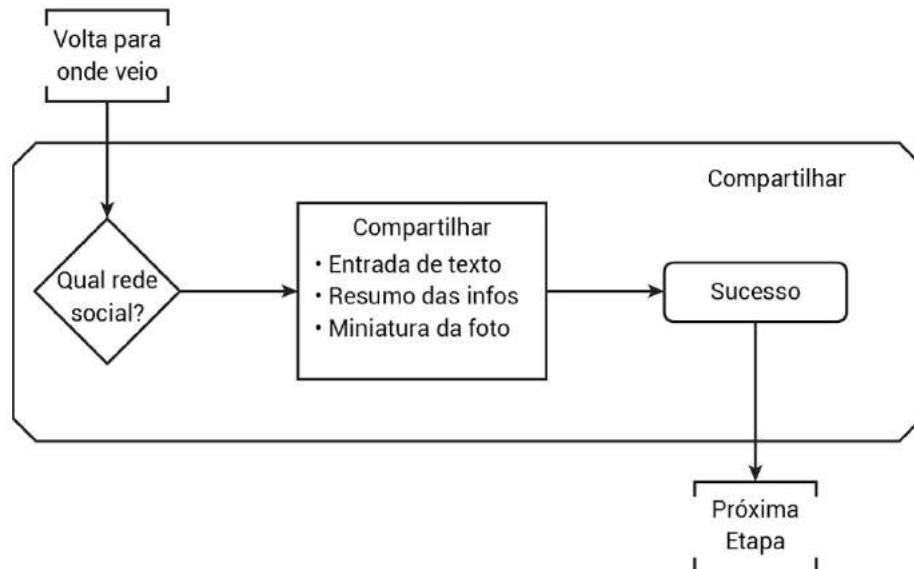 Volta para
onde veio
Compartilhar
Qual rede
social?
Compartilhar
• Entrada de texto
• Resumo das infos
• Miniatura da foto
Sucesso
Próxima
Etapa